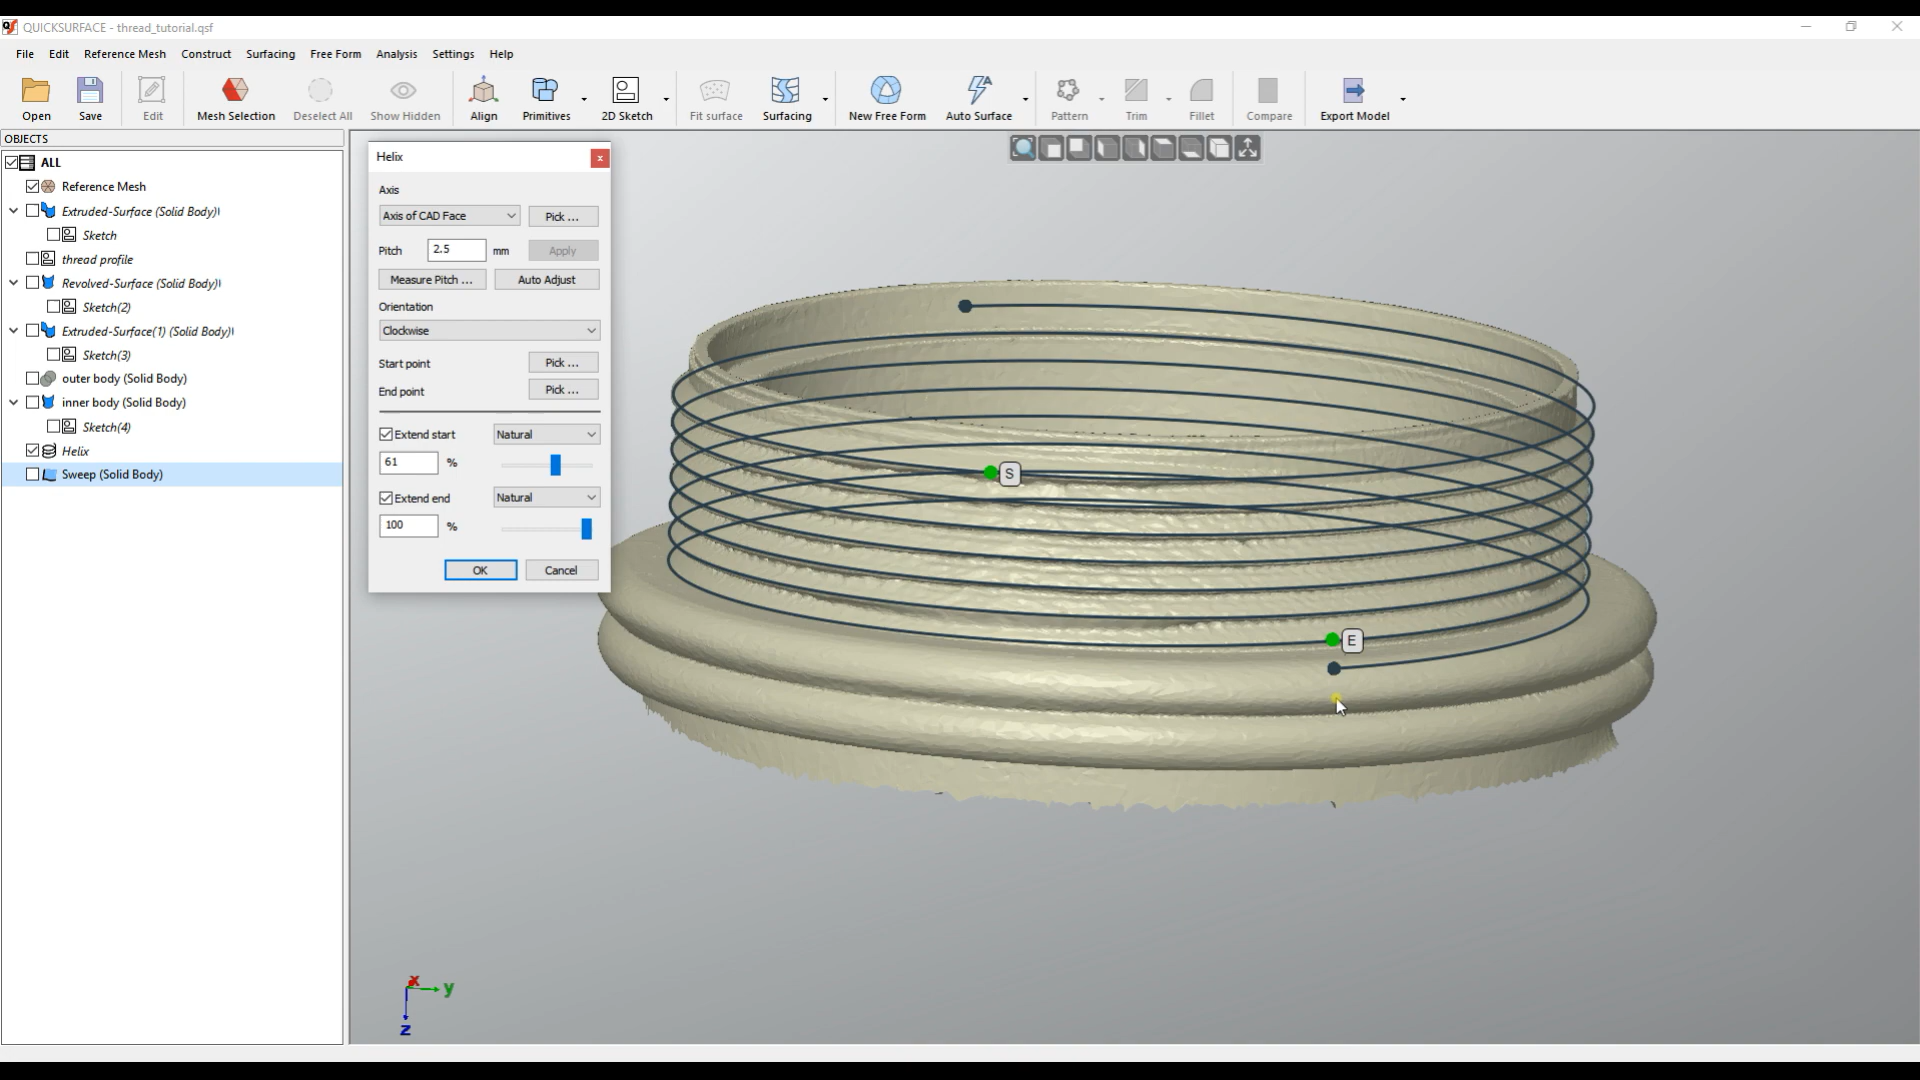 QUICKSURFACE - thread_tutorial.qsf
File Edit Reference Mesh Construct Surfacing Free Form Analysis Settings Help
Open Save Edit Mesh Selection Deselect All Show Hidden Align Primitives 2D Sketch Fit surface Surfacing New Free Form Auto Surface Pattern Trim Fillet Compare Export Model
OBJECTS
ALL
Reference Mesh
Extruded-Surface (Solid Body)
Sketch
thread profile
Revolved-Surface (Solid Body)
Sketch(2)
Extruded-Surface(1) (Solid Body)
Sketch(3)
outer body (Solid Body)
inner body (Solid Body)
Sketch(4)
Helix
Sweep (Solid Body)
Helix
Axis
Axis of CAD Face Pick ...
Pitch 2.5 mm Apply
Measure Pitch ... Auto Adjust
Orientation
Clockwise
Start point Pick ...
End point Pick ...
Extend start Natural
61 %
Extend end Natural
100 %
OK Cancel
S
E
x
y
z